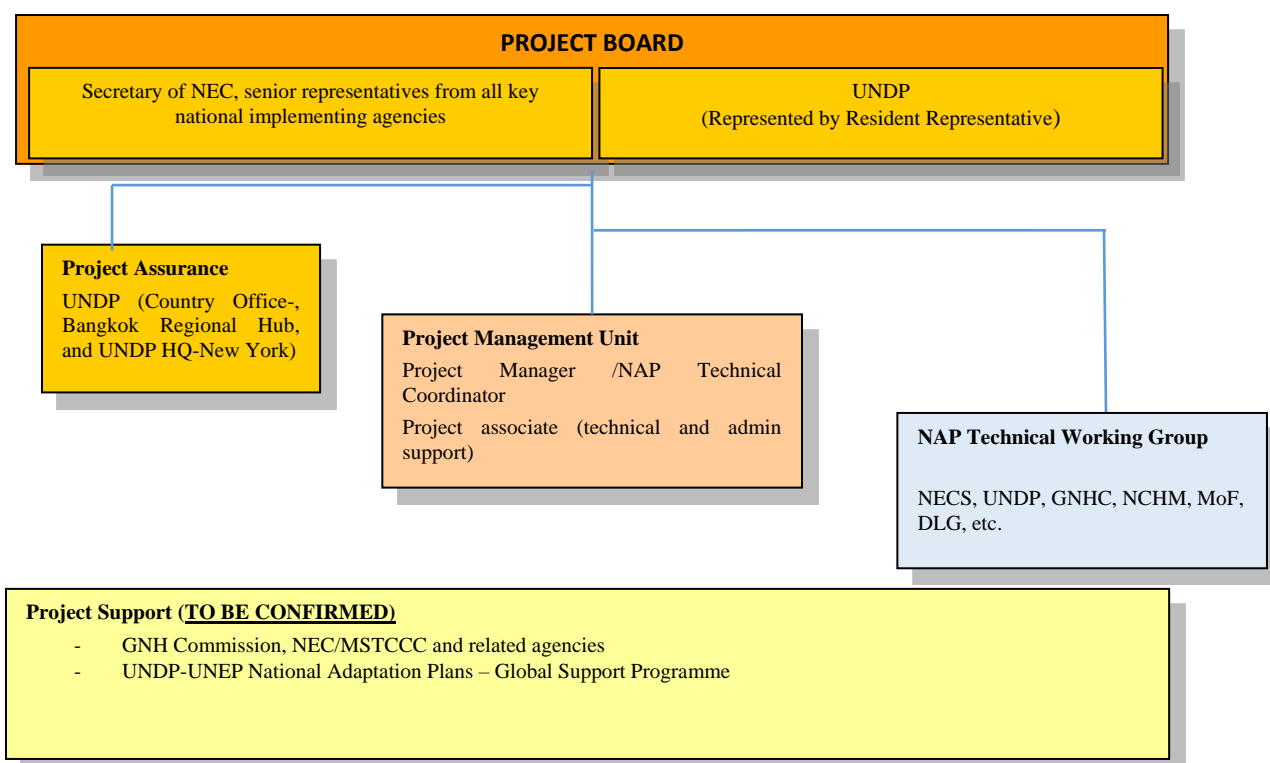 PROJECT BOARD
Secretary of NEC, senior representatives from all key
national implementing agencies
UNDP
(Represented by Resident Representative)
Project Assurance
UNDP (Country Office-,
Bangkok Regional Hub,
and UNDP HQ-New York)
Project Management Unit
Project Manager /NAP Technical
Coordinator
Project associate (technical and admin
support)
NAP Technical Working Group
NECS, UNDP, GNHC, NCHM, MoF,
DLG, etc.
Project Support (TO BE CONFIRMED)
- GNH Commission, NEC/MSTCCC and related agencies
- UNDP-UNEP National Adaptation Plans – Global Support Programme